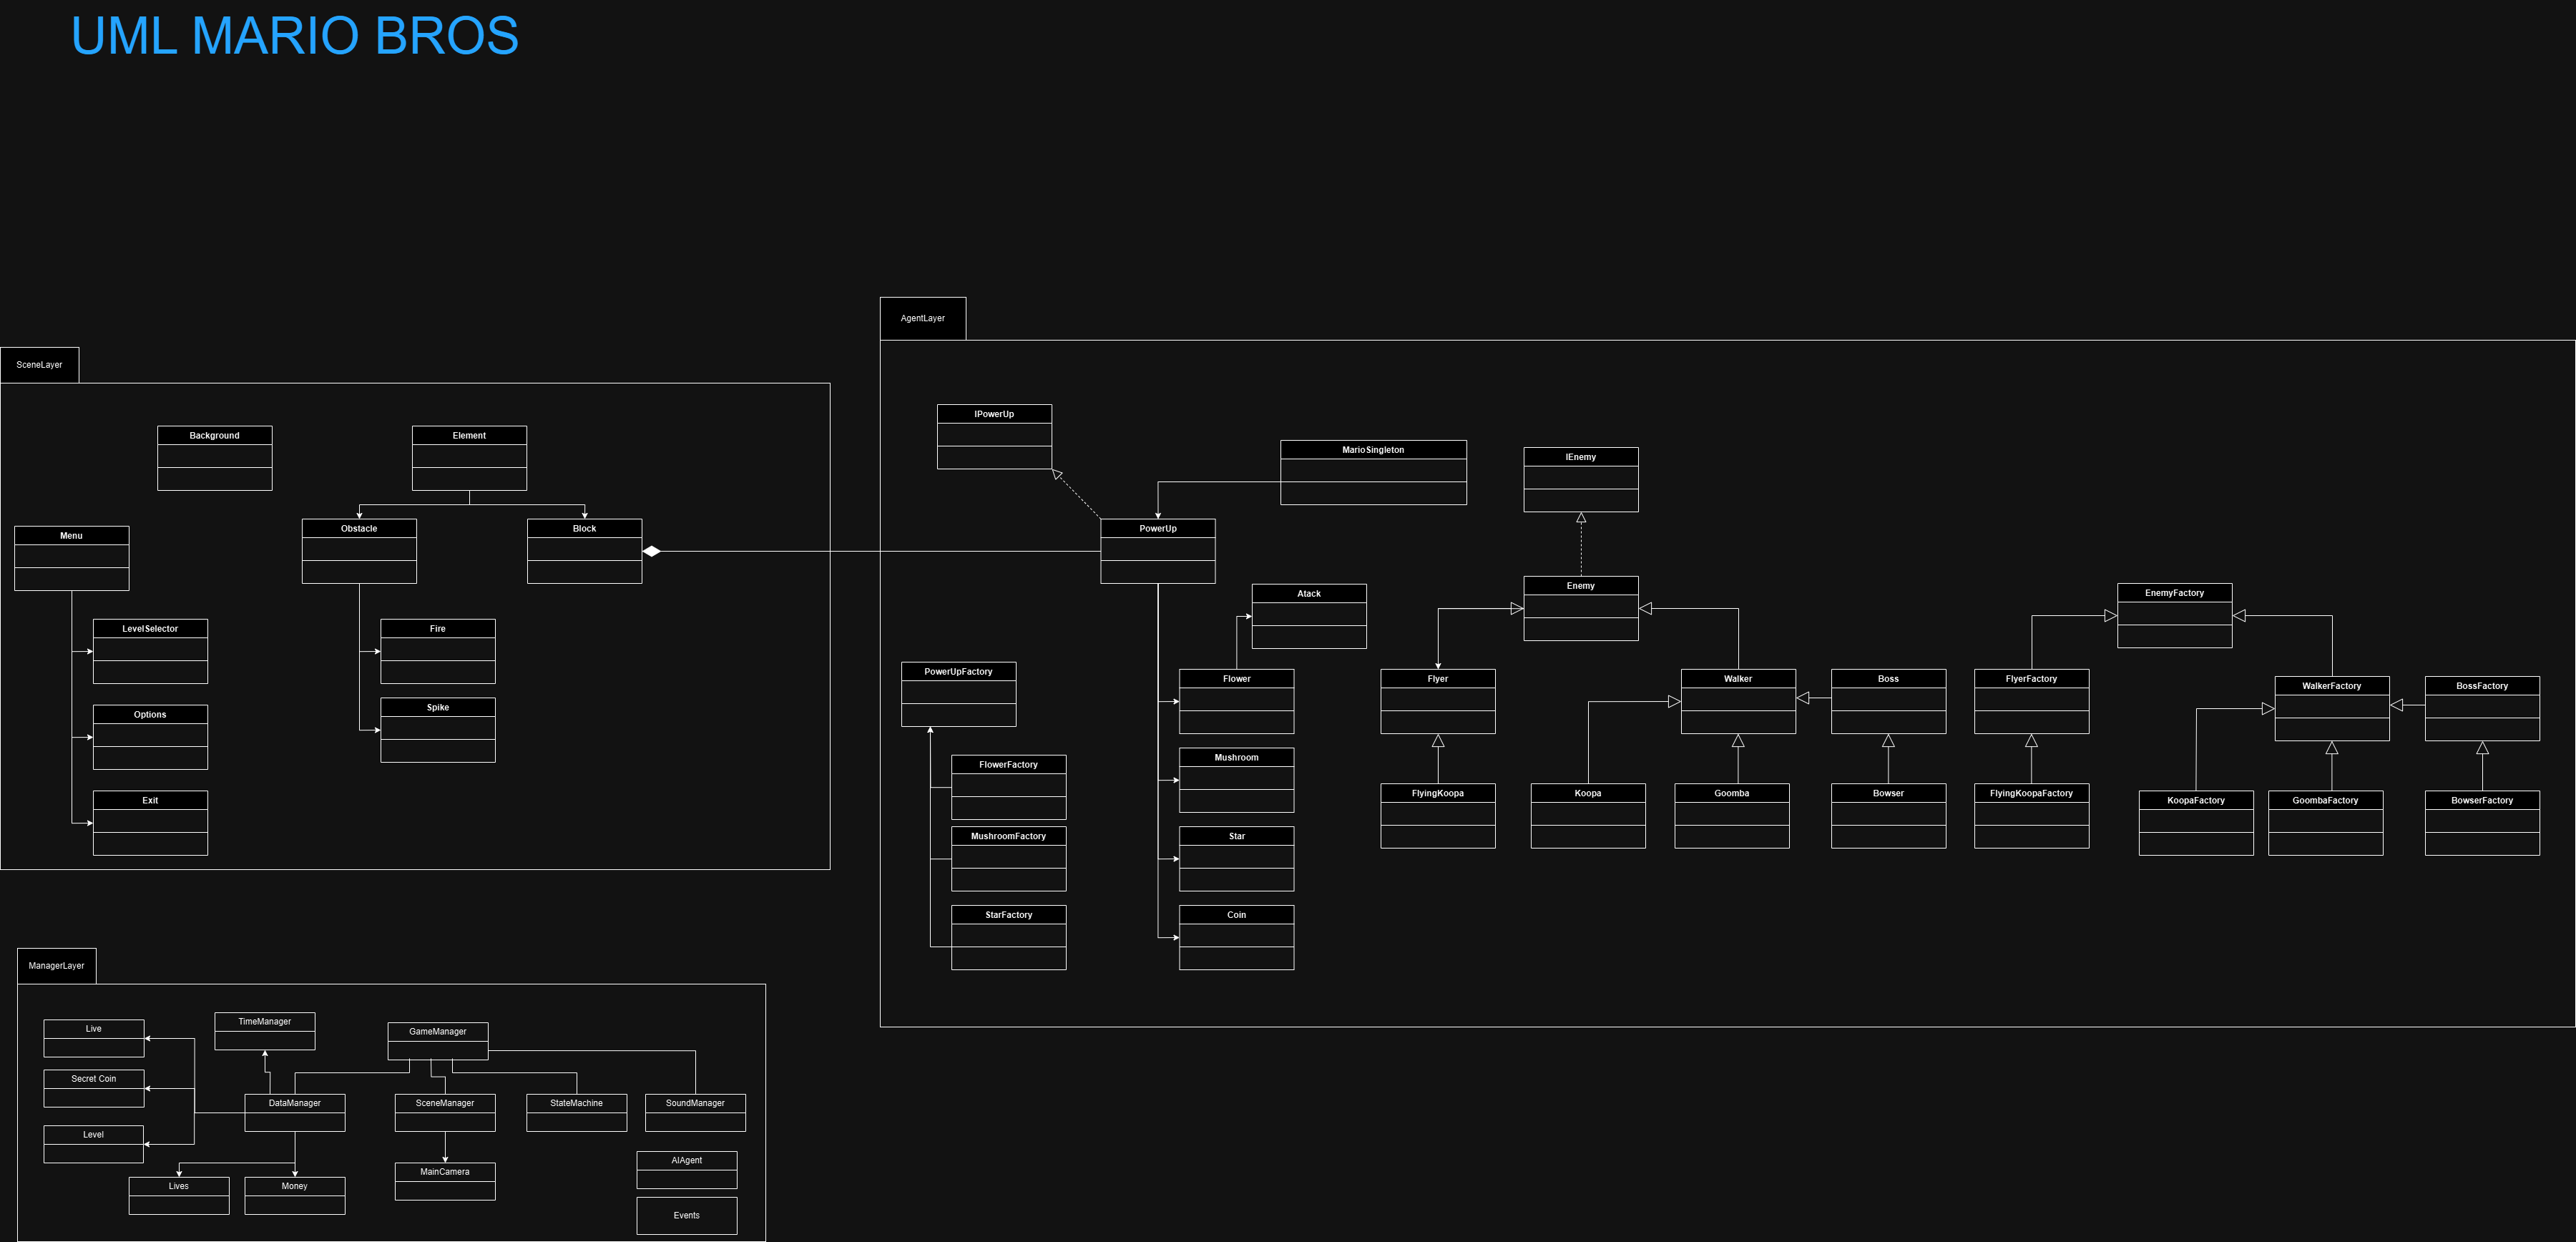 UML MARIO BROS
SceneLayer
Background
Element
Menu
Obstacle
Block
LevelSelector
Fire
Options
Spike
Exit
AgentLayer
IPowerUp
MarioSingleton
IEnemy
PowerUp
Atack
Enemy
EnemyFactory
PowerUpFactory
Flower
Flyer
Walker
Boss
FlyerFactory
WalkerFactory
BossFactory
FlowerFactory
Mushroom
FlyingKoopa
Koopa
Goomba
Bowser
FlyingKoopaFactory
KoopaFactory
GoombaFactory
BowserFactory
MushroomFactory
Star
StarFactory
Coin
ManagerLayer
Live
TimeManager
GameManager
Secret Coin
DataManager
SceneManager
StateMachine
SoundManager
Level
AIAgent
MainCamera
Lives
Money
Events